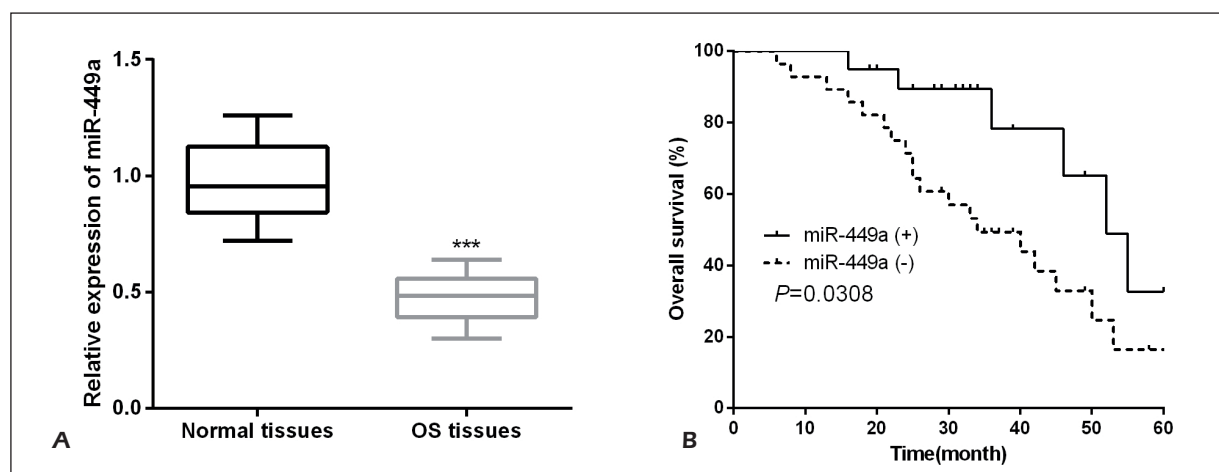 Relative expression of miR-449a
1.5
1.0
0.5
0.0
***
Normal tissues
OS tissues
A
Overall survival (%)
100
80
60
40
20
0
miR-449a (+)
miR-449a (-)
P=0.0308
0 10 20 30 40 50 60
Time(month)
B